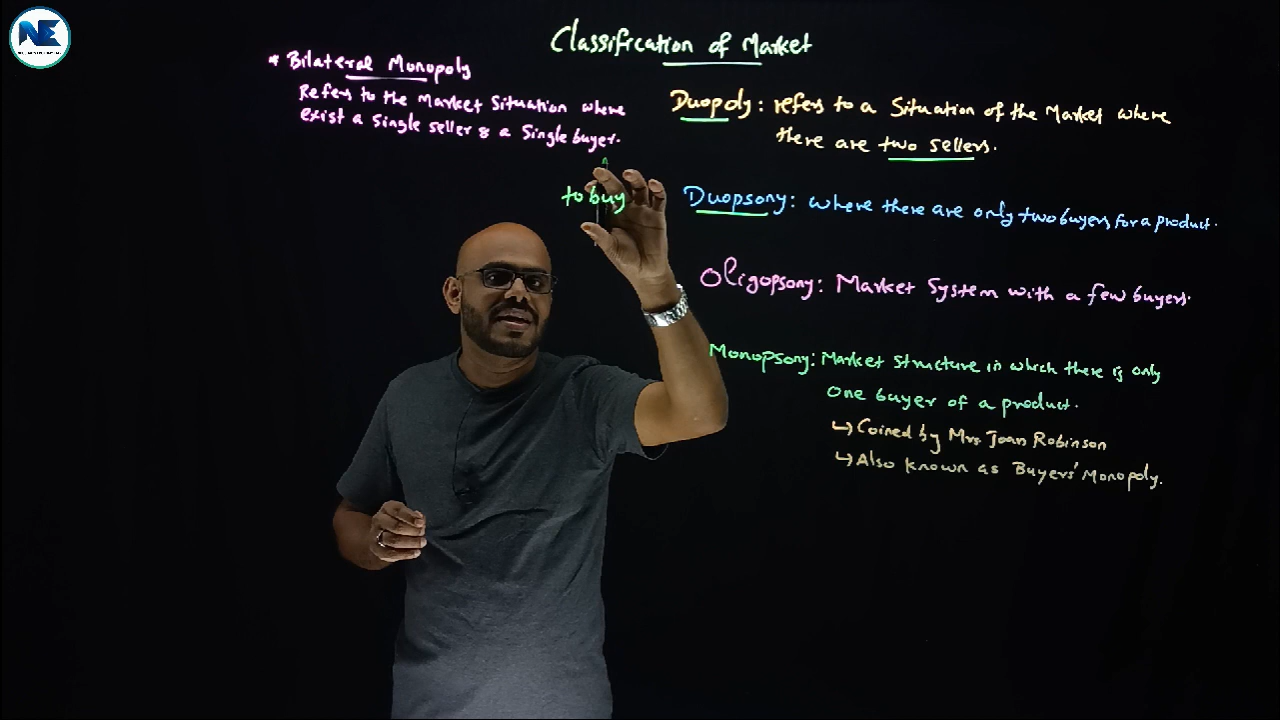 NE
Classification of Market
* Bilateral Monopoly
Refers to the Market Situation where
exist a Single seller & a Single buyer.
to buy
Duopoly: refers to a Situation of the Market where
there are two sellers.
Duopsony: where there are only two buyers for a product.
Oligopsony: Market System with a few buyers.
Monopsony: Market Structure in which there is only
One buyer of a product.
↳ Coined by Mrs Joan Robinson
↳ Also known as Buyers' Monopoly.